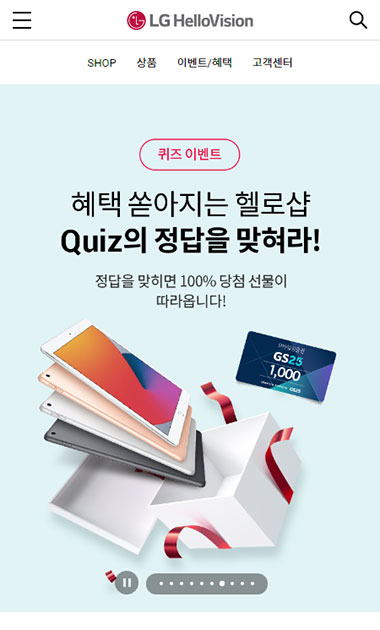 LG HelloVision
SHOP 상품 이벤트/혜택 고객센터
퀴즈 이벤트
혜택 쏟아지는 헬로샵
Quiz의 정답을 맞혀라!
정답을 맞히면 100% 당첨 선물이
따라옵니다!
GS25
1,000
GS25